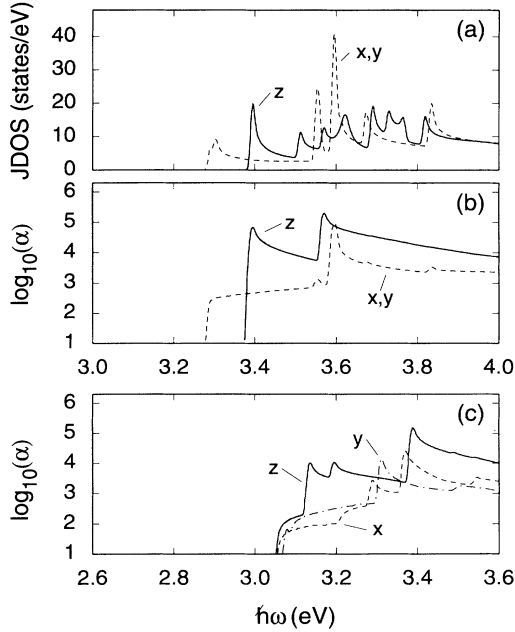 (a)
JDOS (states/eV)
40
30
20
10
0
x,y
z
(b)
log10(α)
6
5
4
3
2
1
z
x,y
3.0 3.2 3.4 3.6 3.8 4.0
(c)
log10(α)
6
5
4
3
2
1
y
z
x
2.6 2.8 3.0 3.2 3.4 3.6
ħω (eV)